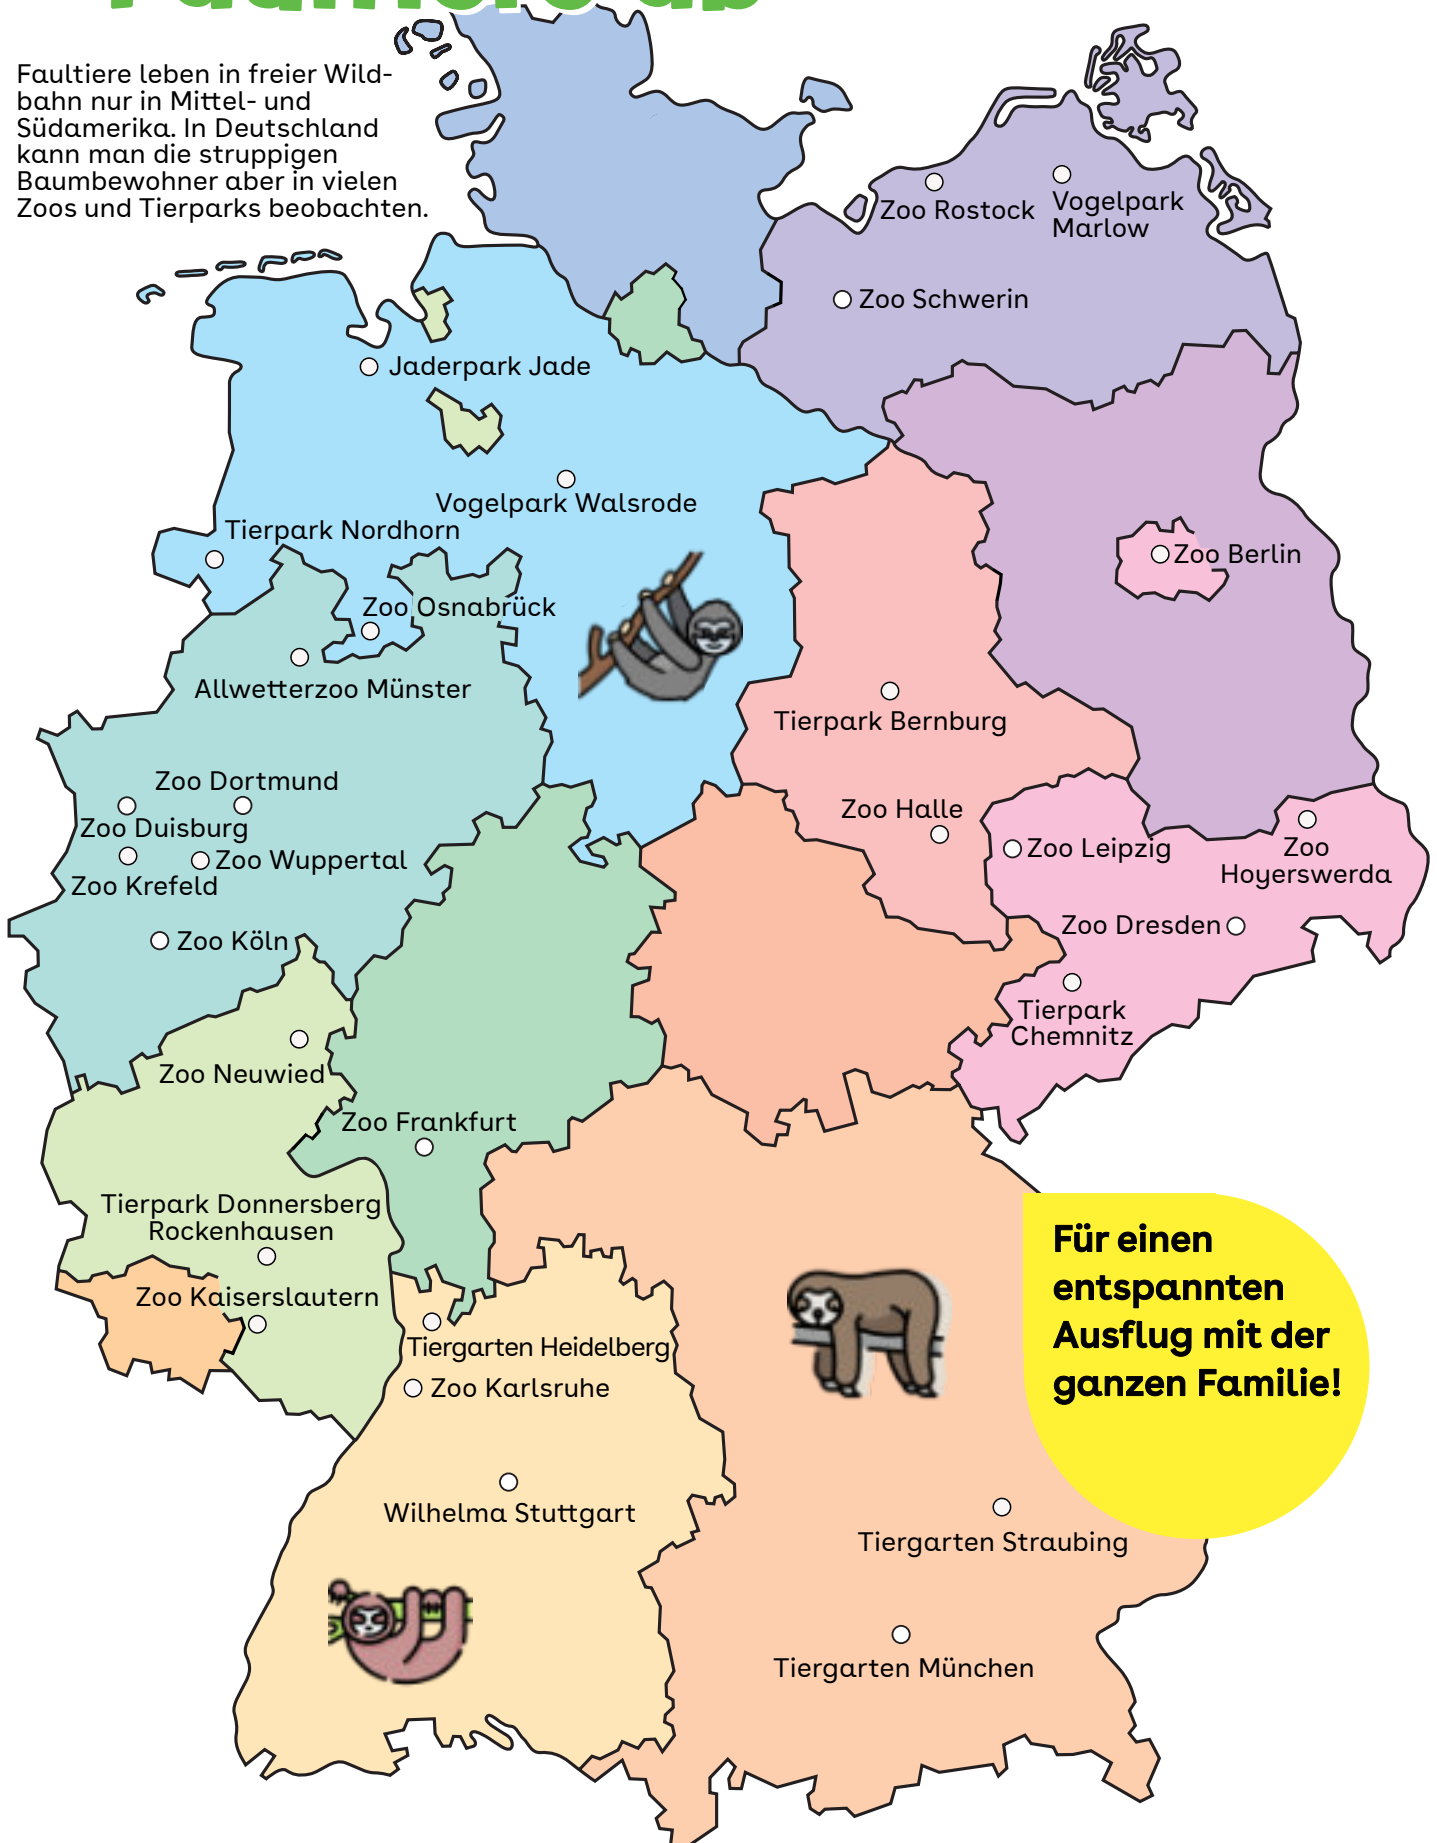 Faultiere leben in freier Wild-
bahn nur in Mittel- und
Südamerika. In Deutschland
kann man die struppigen
Baumbewohner aber in vielen
Zoos und Tierparks beobachten.
Zoo Rostock
Vogelpark
Marlow
Zoo Schwerin
Jaderpark Jade
Vogelpark Walsrode
Tierpark Nordhorn
Zoo Berlin
Zoo Osnabrück
Allwetterzoo Münster
Tierpark Bernburg
Zoo Dortmund
Zoo Duisburg
Zoo Halle
Zoo Leipzig
Zoo
Hoyerswerda
Zoo Wuppertal
Zoo Krefeld
Zoo Dresden
Zoo Köln
Tierpark
Chemnitz
Zoo Neuwied
Zoo Frankfurt
Tierpark Donnersberg
Rockenhausen
Zoo Kaiserslautern
Für einen
entspannten
Ausflug mit der
ganzen Familie!
Tiergarten Heidelberg
Zoo Karlsruhe
Wilhelma Stuttgart
Tiergarten Straubing
Tiergarten München